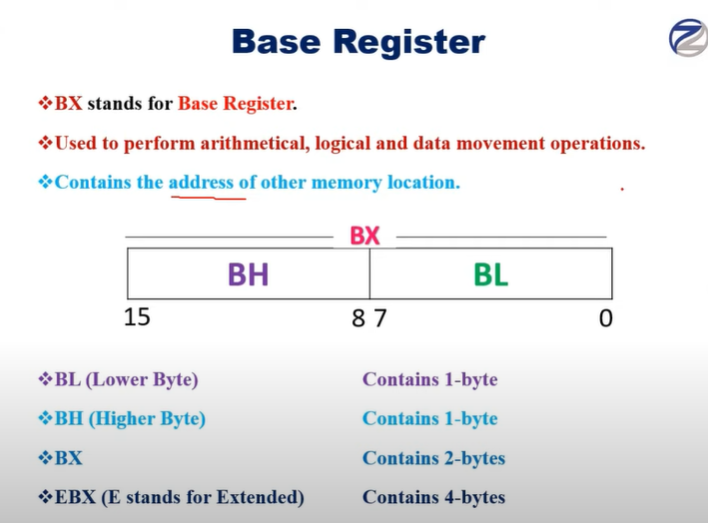 Base Register
❖BX stands for Base Register.
❖Used to perform arithmetical, logical and data movement operations.
❖Contains the address of other memory location.
BX
BH BL
15 8 7 0
❖BL (Lower Byte) Contains 1-byte
❖BH (Higher Byte) Contains 1-byte
❖BX Contains 2-bytes
❖EBX (E stands for Extended) Contains 4-bytes